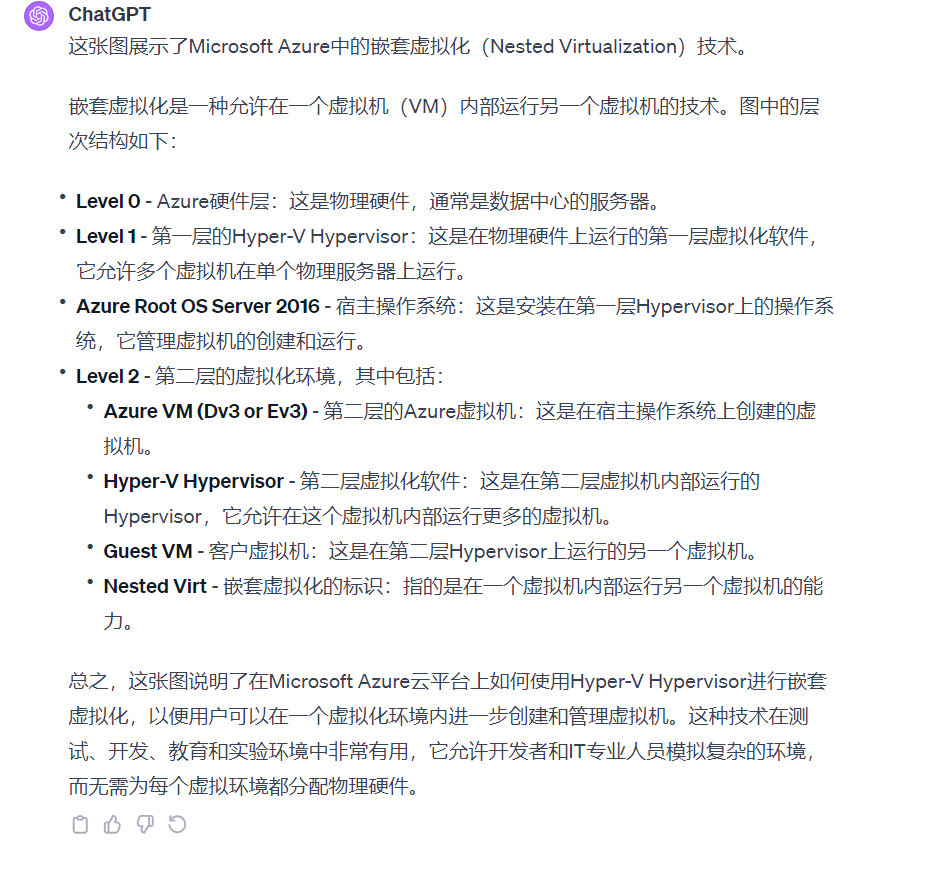 ChatGPT
这张图展示了Microsoft Azure中的嵌套虚拟化（Nested Virtualization）技术。
嵌套虚拟化是一种允许在一个虚拟机（VM）内部运行另一个虚拟机的技术。图中的层
次结构如下：
• Level 0 - Azure硬件层：这是物理硬件，通常是数据中心的服务器。
• Level 1 - 第一层的Hyper-V Hypervisor：这是在物理硬件上运行的第一层虚拟化软件，
它允许多个虚拟机在单个物理服务器上运行。
• Azure Root OS Server 2016 - 宿主操作系统：这是安装在第一层Hypervisor上的操作系
统，它管理虚拟机的创建和运行。
• Level 2 - 第二层的虚拟化环境，其中包括：
• Azure VM (Dv3 or Ev3) - 第二层的Azure虚拟机：这是在宿主操作系统上创建的虚
拟机。
• Hyper-V Hypervisor - 第二层虚拟化软件：这是在第二层虚拟机内部运行的
Hypervisor，它允许在这个虚拟机内部运行更多的虚拟机。
• Guest VM - 客户虚拟机：这是在第二层Hypervisor上运行的另一个虚拟机。
• Nested Virt - 嵌套虚拟化的标识：指的是在一个虚拟机内部运行另一个虚拟机的能
力。
总之，这张图说明了在Microsoft Azure云平台上如何使用Hyper-V Hypervisor进行嵌套
虚拟化，以便用户可以在一个虚拟化环境内进一步创建和管理虚拟机。这种技术在测
试、开发、教育和实验环境中非常有用，它允许开发者和IT专业人员模拟复杂的环境，
而无需为每个虚拟环境都分配物理硬件。